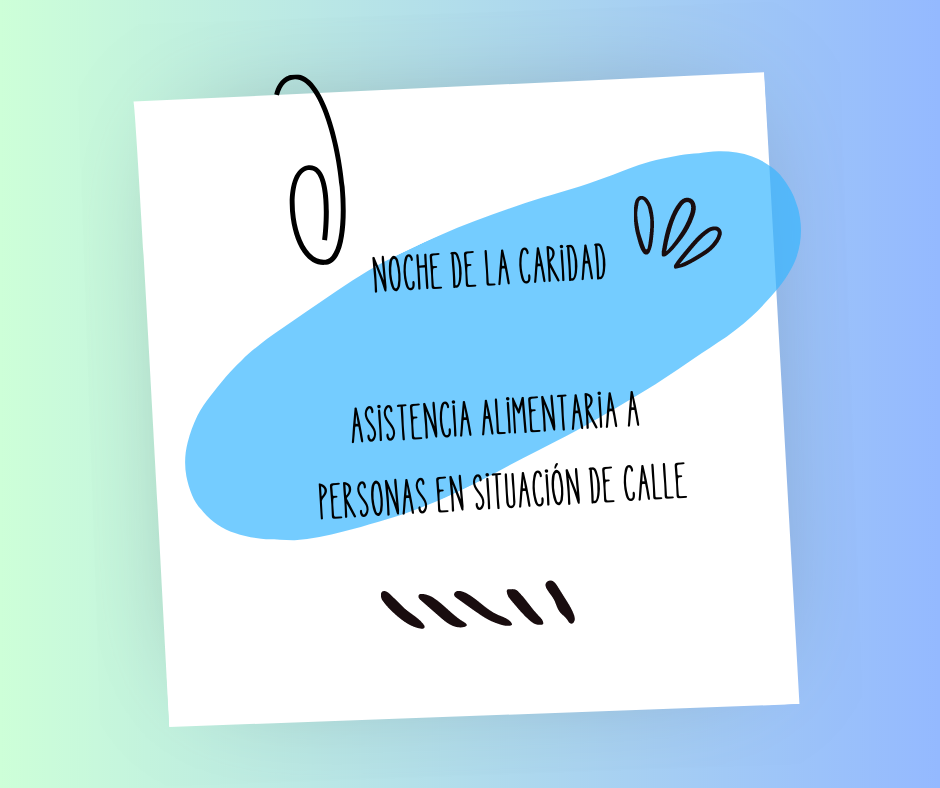 NOCHE DE LA CARIDAD
ASISTENCIA ALIMENTARIA A
PERSONAS EN SITUACIÓN DE CALLE